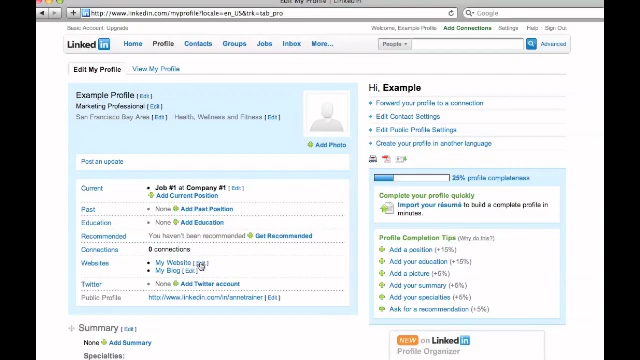 Edit My Profile | LinkedIn
http://www.linkedin.com/myprofile?locale=en_US&trk=tab_pro
Google
Basic Account: Upgrade
Welcome, Example Profile Add Connections Settings Help Sign Out
Linked in Home Profile Contacts Groups Jobs Inbox More... People Advanced
Edit My Profile View My Profile
Example Profile [Edit]
Marketing Professional [Edit]
San Francisco Bay Area [Edit] Health, Wellness and Fitness [Edit]
Add Photo
Post an update
Current
Job #1 at Company #1 [Edit]
Add Current Position
Past None Add Past Position
Education None Add Education
Recommended You haven't been recommended Get Recommended
Connections 0 connections
Websites My Website [Edit]
My Blog [Edit]
Twitter None Add Twitter account
Public Profile http://www.linkedin.com/in/annetrainer [Edit]
Summary [Edit]
None Add Summary
Specialties:
Hi, Example
Forward your profile to a connection
Edit Contact Settings
Edit Public Profile Settings
Create your profile in another language
25% profile completeness
Complete your profile quickly
Import your résumé to build a complete profile in
minutes.
Profile Completion Tips (Why do this?)
Add a position (+15%)
Add your education (+15%)
Add a picture (+5%)
Add your summary (+5%)
Add your specialties (+5%)
Ask for a recommendation (+5%)
NEW on Linked in
Profile Organizer